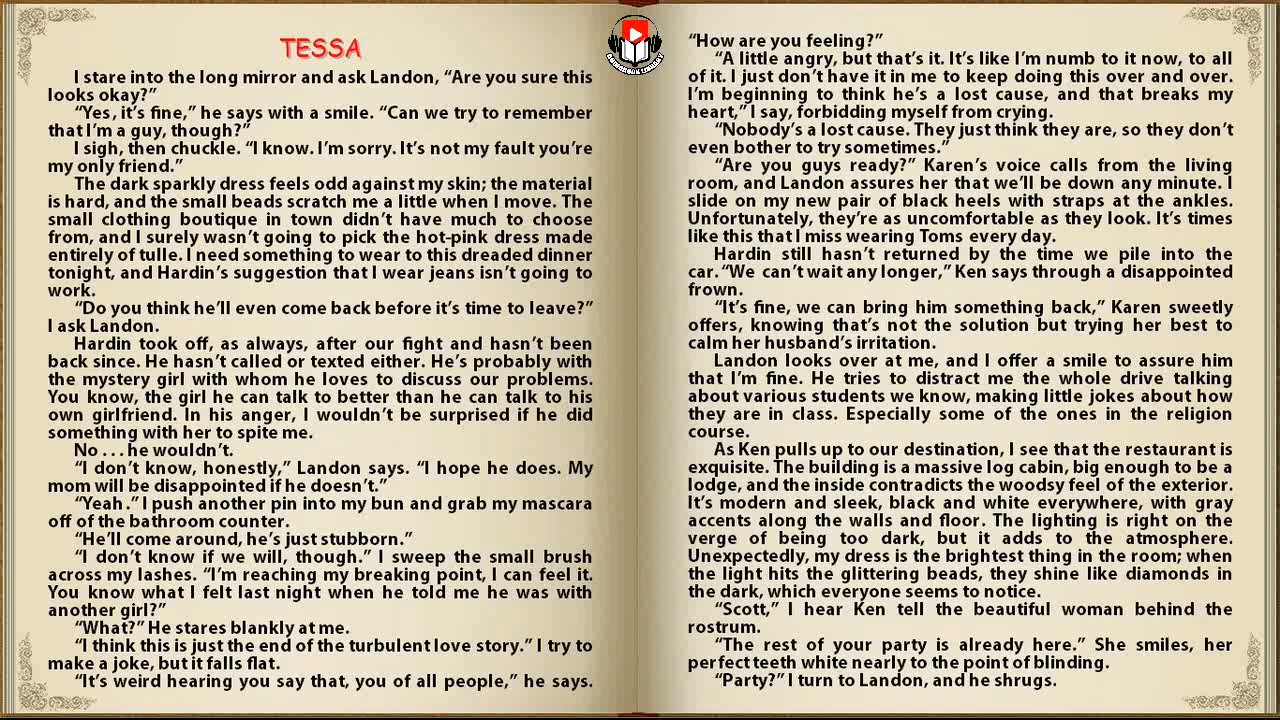 TESSA
I stare into the long mirror and ask Landon, “Are you sure this
looks okay?”
“Yes, it’s fine,” he says with a smile. “Can we try to remember
that I’m a guy, though?”
I sigh, then chuckle. “I know. I’m sorry. It’s not my fault you’re
my only friend.”
The dark sparkly dress feels odd against my skin; the material
is hard, and the small beads scratch me a little when I move. The
small clothing boutique in town didn’t have much to choose
from, and I surely wasn’t going to pick the hot-pink dress made
entirely of tulle. I need something to wear to this dreaded dinner
tonight, and Hardin’s suggestion that I wear jeans isn’t going to
work.
“Do you think he’ll even come back before it’s time to leave?”
I ask Landon.
Hardin took off, as always, after our fight and hasn’t been
back since. He hasn’t called or texted either. He’s probably with
the mystery girl with whom he loves to discuss our problems.
You know, the girl he can talk to better than he can talk to his
own girlfriend. In his anger, I wouldn’t be surprised if he did
something with her to spite me.
No . . . he wouldn’t.
“I don’t know, honestly,” Landon says. “I hope he does. My
mom will be disappointed if he doesn’t.”
“Yeah .” I push another pin into my bun and grab my mascara
off of the bathroom counter.
“He’ll come around, he’s just stubborn.”
“I don’t know if we will, though.” I sweep the small brush
across my lashes. “I’m reaching my breaking point, I can feel it.
You know what I felt last night when he told me he was with
another girl?”
“What?” He stares blankly at me.
“I think this is just the end of the turbulent love story.” I try to
make a joke, but it falls flat.
“It’s weird hearing you say that, you of all people,” he says.
“How are you feeling?”
“A little angry, but that’s it. It’s like I’m numb to it now, to all
of it. I just don’t have it in me to keep doing this over and over.
I’m beginning to think he’s a lost cause, and that breaks my
heart,” I say, forbidding myself from crying.
“Nobody’s a lost cause. They just think they are, so they don’t
even bother to try sometimes.”
“Are you guys ready?” Karen’s voice calls from the living
room, and Landon assures her that we’ll be down any minute. I
slide on my new pair of black heels with straps at the ankles.
Unfortunately, they’re as uncomfortable as they look. It’s times
like this that I miss wearing Toms every day.
Hardin still hasn’t returned by the time we pile into the
car. “We can’t wait any longer,” Ken says through a disappointed
frown.
“It’s fine, we can bring him something back,” Karen sweetly
offers, knowing that’s not the solution but trying her best to
calm her husband’s irritation.
Landon looks over at me, and I offer a smile to assure him
that I’m fine. He tries to distract me the whole drive talking
about various students we know, making little jokes about how
they are in class. Especially some of the ones in the religion
course.
As Ken pulls up to our destination, I see that the restaurant is
exquisite. The building is a massive log cabin, big enough to be a
lodge, and the inside contradicts the woodsy feel of the exterior.
It’s modern and sleek, black and white everywhere, with gray
accents along the walls and floor. The lighting is right on the
verge of being too dark, but it adds to the atmosphere.
Unexpectedly, my dress is the brightest thing in the room; when
the light hits the glittering beads, they shine like diamonds in
the dark, which everyone seems to notice.
“Scott,” I hear Ken tell the beautiful woman behind the
rostrum.
“The rest of your party is already here.” She smiles, her
perfect teeth white nearly to the point of blinding.
“Party?” I turn to Landon, and he shrugs.